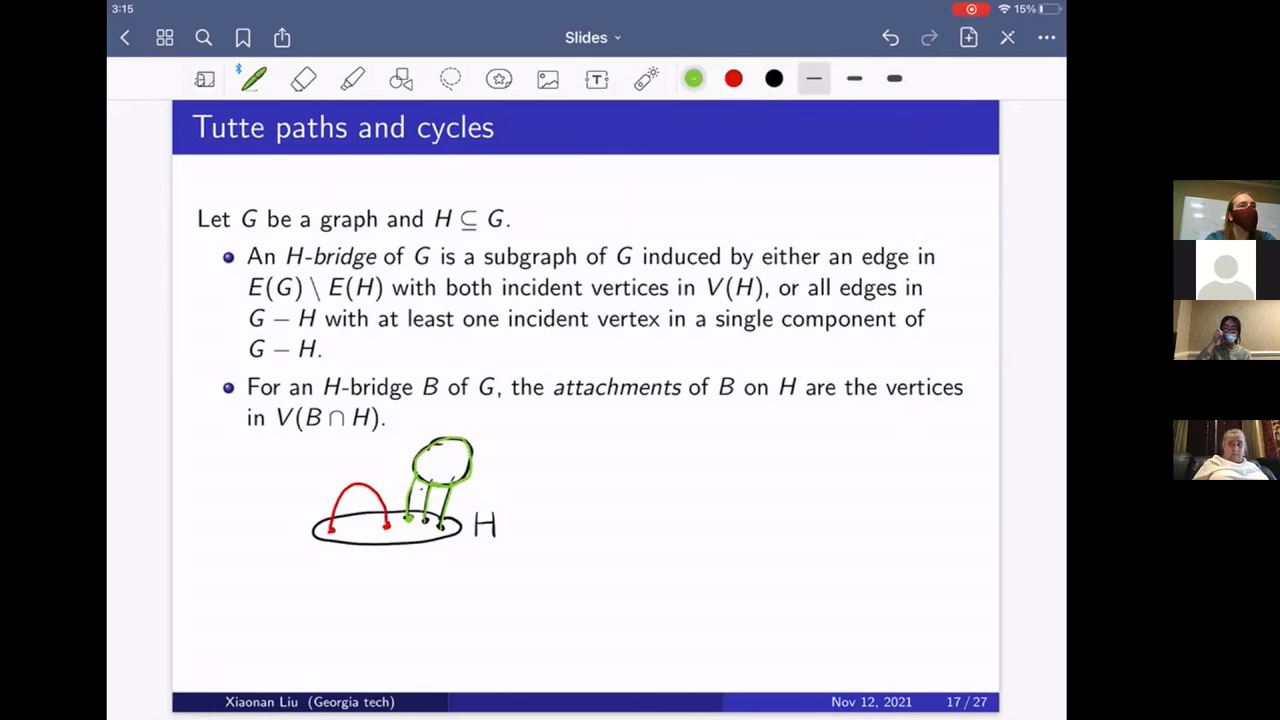 3:15
15%
Slides
T
Tutte paths and cycles
Let G be a graph and H ⊆ G.
An H-bridge of G is a subgraph of G induced by either an edge in
E(G) \ E(H) with both incident vertices in V(H), or all edges in
G − H with at least one incident vertex in a single component of
G − H.
For an H-bridge B of G, the attachments of B on H are the vertices
in V(B ∩ H).
H
Xiaonan Liu (Georgia tech)
Nov 12, 2021
17 / 27